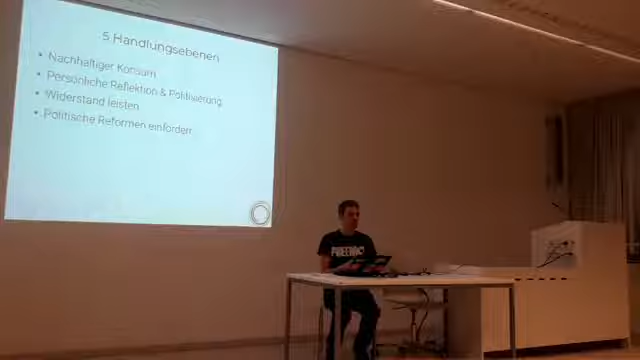 5 Handlungsebenen
• Nachhaltiger Konsum
• Persönliche Reflektion & Politisierung
• Widerstand leisten
• Politische Reformen einfordern